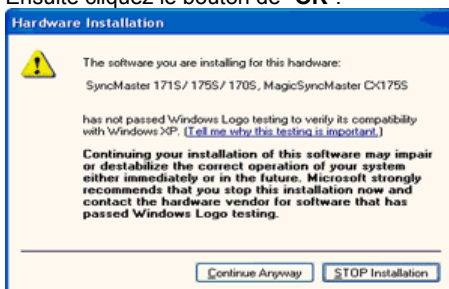 Ensuite cliquez le bouton de "OK".
Hardware Installation
The software you are installing for this hardware:
SyncMaster 171S/ 175S/ 170S, MagicSyncMaster CX175S
has not passed Windows Logo testing to verify its compatibility
with Windows XP. (Tell me why this testing is important.)
Continuing your installation of this software may impair
or destabilize the correct operation of your system
either immediately or in the future. Microsoft strongly
recommends that you stop this installation now and
contact the hardware vendor for software that has
passed Windows Logo testing.
Continue Anyway
STOP Installation